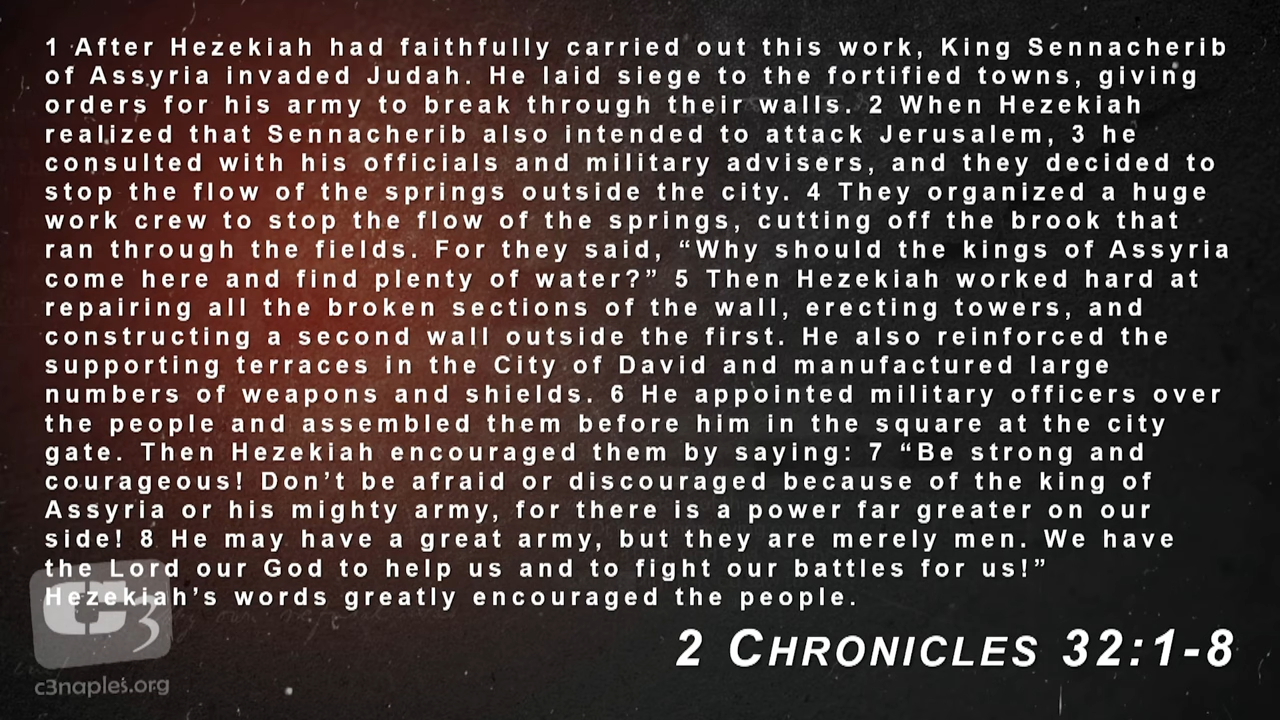 1 After Hezekiah had faithfully carried out this work, King Sennacherib
of Assyria invaded Judah. He laid siege to the fortified towns, giving
orders for his army to break through their walls. 2 When Hezekiah
realized that Sennacherib also intended to attack Jerusalem, 3 he
consulted with his officials and military advisers, and they decided to
stop the flow of the springs outside the city. 4 They organized a huge
work crew to stop the flow of the springs, cutting off the brook that
ran through the fields. For they said, “Why should the kings of Assyria
come here and find plenty of water?” 5 Then Hezekiah worked hard at
repairing all the broken sections of the wall, erecting towers, and
constructing a second wall outside the first. He also reinforced the
supporting terraces in the City of David and manufactured large
numbers of weapons and shields. 6 He appointed military officers over
the people and assembled them before him in the square at the city
gate. Then Hezekiah encouraged them by saying: 7 “Be strong and
courageous! Don’t be afraid or discouraged because of the king of
Assyria or his mighty army, for there is a power far greater on our
side! 8 He may have a great army, but they are merely men. We have
the Lord our God to help us and to fight our battles for us!”
Hezekiah’s words greatly encouraged the people.
2 Chronicles 32:1-8
C3
c3naples.org